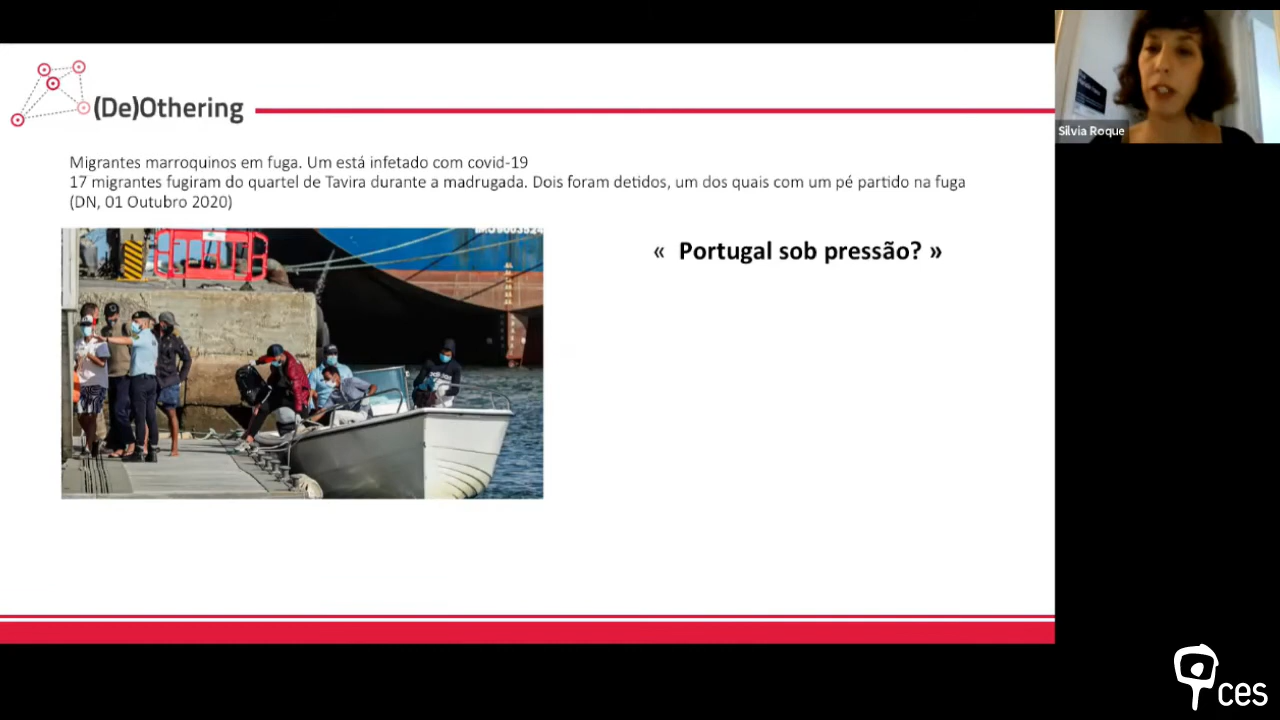 (De)Othering
Migrantes marroquinos em fuga. Um está infetado com covid-19
17 migrantes fugiram do quartel de Tavira durante a madrugada. Dois foram detidos, um dos quais com um pé partido na fuga
(DN, 01 Outubro 2020)
« Portugal sob pressão? »
Silvia Roque
ces